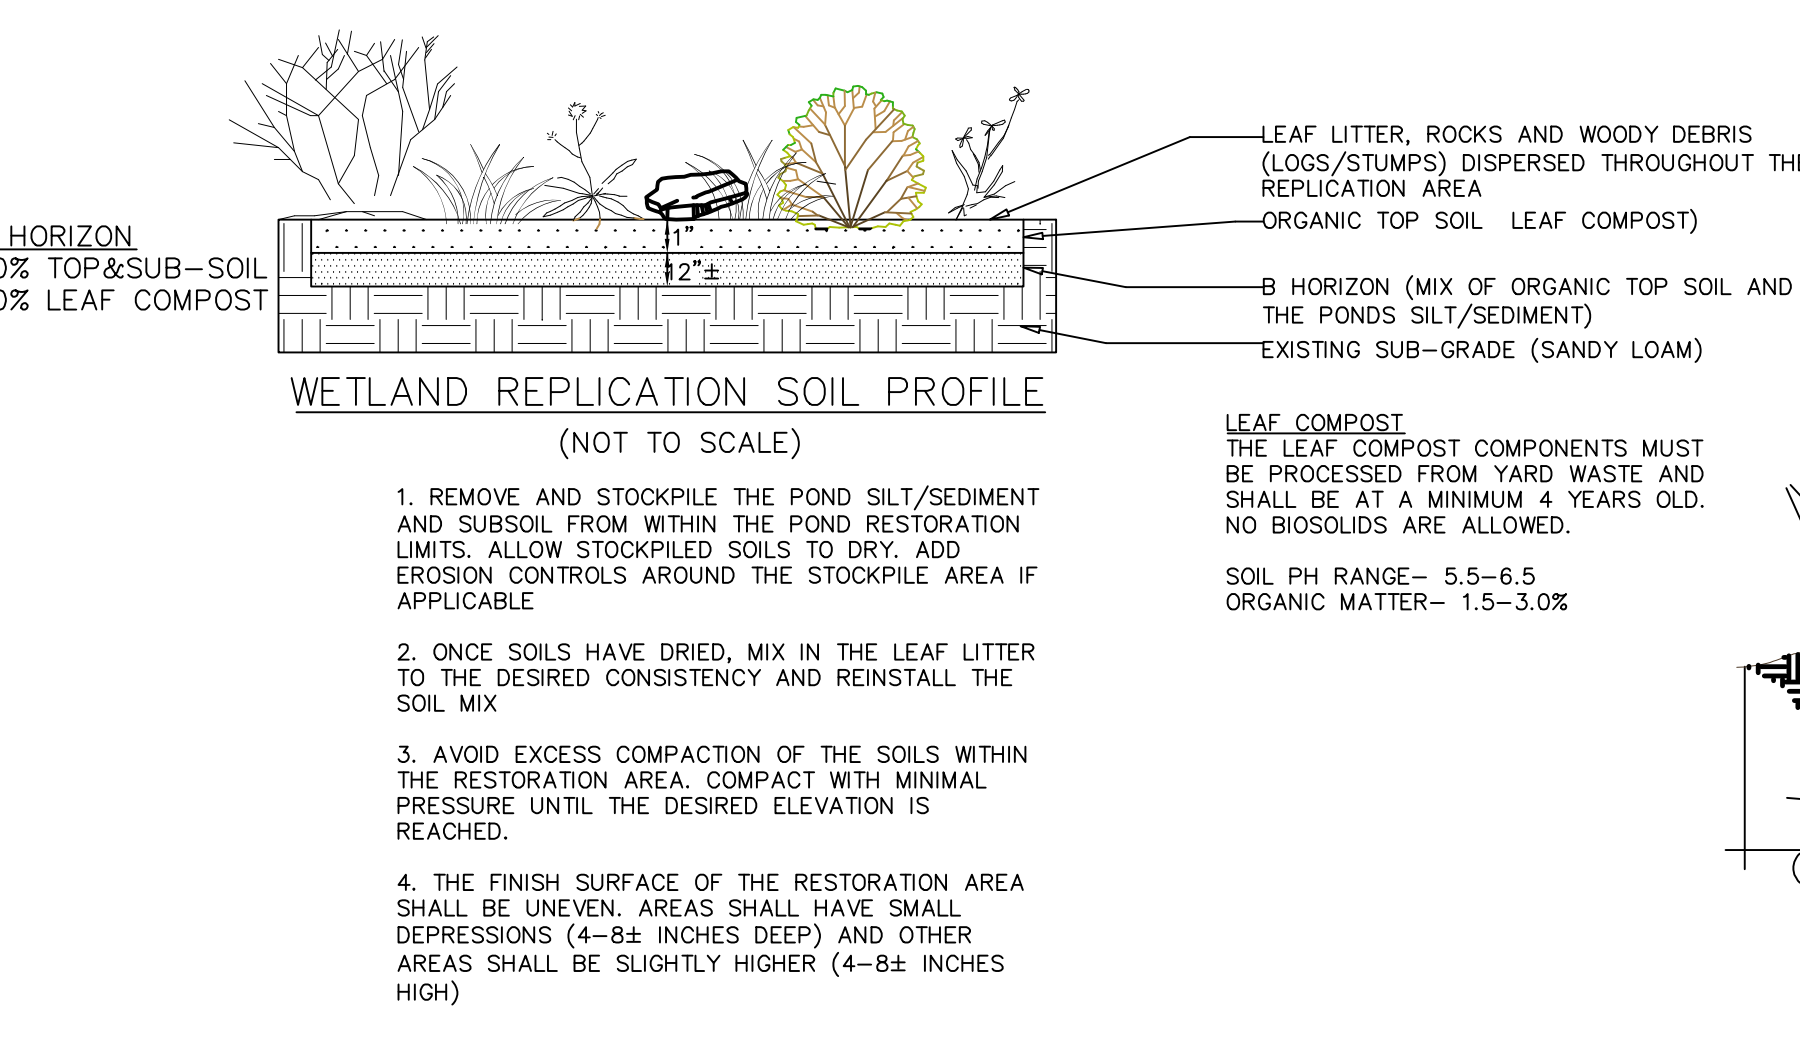 LEAF LITTER, ROCKS AND WOODY DEBRIS
(LOGS/STUMPS) DISPERSED THROUGHOUT THE
REPLICATION AREA
ORGANIC TOP SOIL  LEAF COMPOST)
HORIZON
0% TOP&SUB-SOIL
0% LEAF COMPOST
1"
12"±
B HORIZON (MIX OF ORGANIC TOP SOIL AND
THE PONDS SILT/SEDIMENT)
EXISTING SUB-GRADE (SANDY LOAM)
WETLAND REPLICATION SOIL PROFILE
(NOT TO SCALE)
LEAF COMPOST
THE LEAF COMPOST COMPONENTS MUST
BE PROCESSED FROM YARD WASTE AND
SHALL BE AT A MINIMUM 4 YEARS OLD.
NO BIOSOLIDS ARE ALLOWED.
SOIL PH RANGE- 5.5-6.5
ORGANIC MATTER- 1.5-3.0%
1. REMOVE AND STOCKPILE THE POND SILT/SEDIMENT
AND SUBSOIL FROM WITHIN THE POND RESTORATION
LIMITS. ALLOW STOCKPILED SOILS TO DRY. ADD
EROSION CONTROLS AROUND THE STOCKPILE AREA IF
APPLICABLE
2. ONCE SOILS HAVE DRIED, MIX IN THE LEAF LITTER
TO THE DESIRED CONSISTENCY AND REINSTALL THE
SOIL MIX
3. AVOID EXCESS COMPACTION OF THE SOILS WITHIN
THE RESTORATION AREA. COMPACT WITH MINIMAL
PRESSURE UNTIL THE DESIRED ELEVATION IS
REACHED.
4. THE FINISH SURFACE OF THE RESTORATION AREA
SHALL BE UNEVEN. AREAS SHALL HAVE SMALL
DEPRESSIONS (4-8± INCHES DEEP) AND OTHER
AREAS SHALL BE SLIGHTLY HIGHER (4-8± INCHES
HIGH)